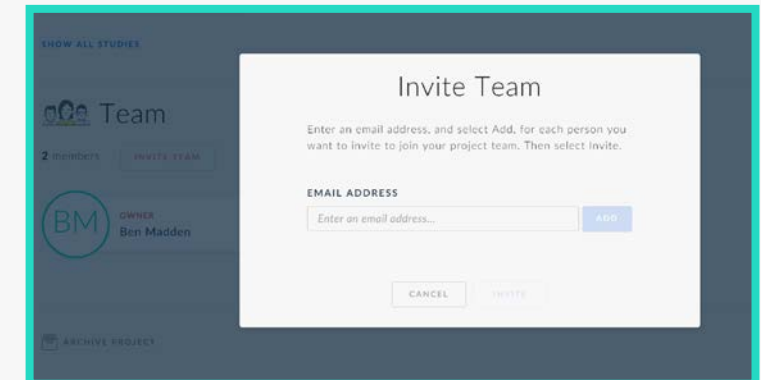 SHOW ALL STUDIES
Team
2 members
INVITE TEAM
BM
OWNER
Ben Madden
ARCHIVE PROJECT
Invite Team
Enter an email address, and select Add, for each person you
want to invite to join your project team. Then select Invite.
EMAIL ADDRESS
Enter an email address...
ADD
CANCEL
INVITE